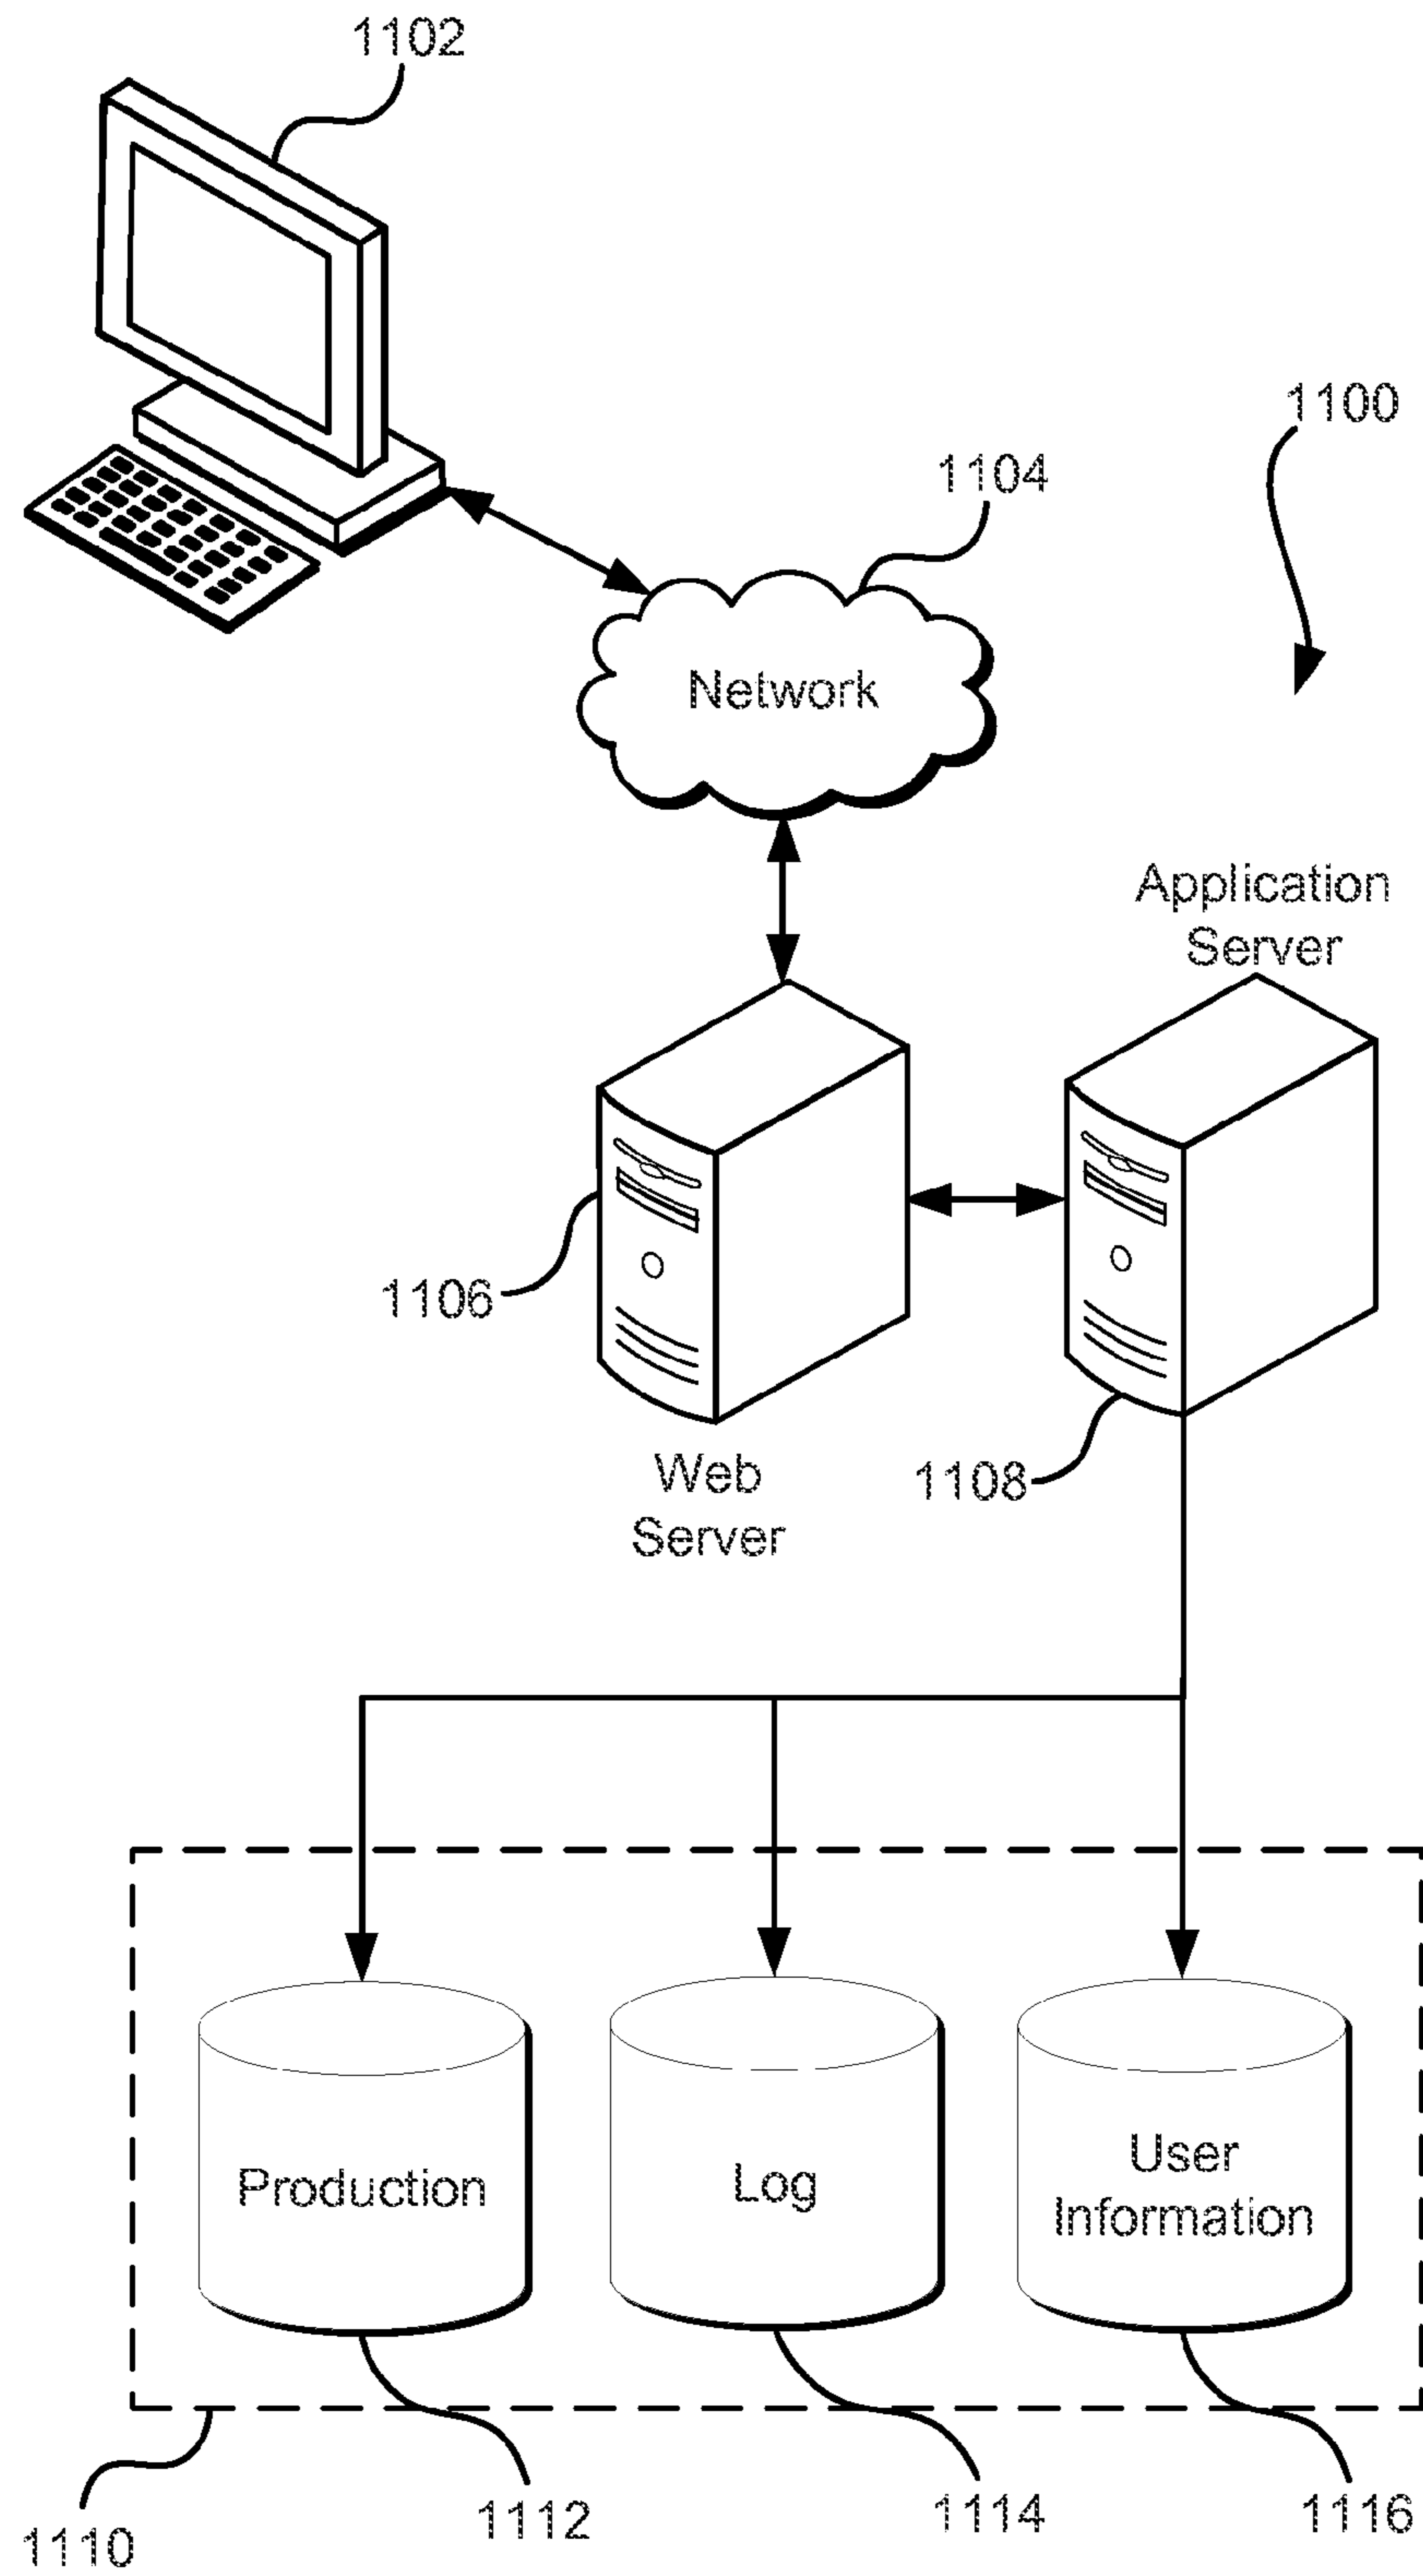 1102
1100
1104
Network
Application
Server
1106
Web
Server
1108
Production
Log
User
Information
1110
1112
1114
1116